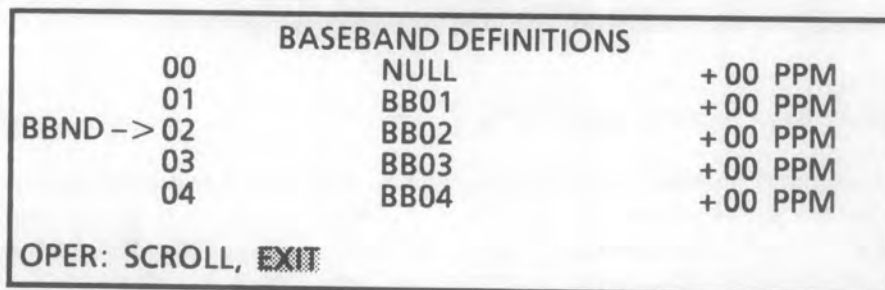 BASEBAND DEFINITIONS
00 NULL +00 PPM
01 BB01 +00 PPM
BBND -> 02 BB02 +00 PPM
03 BB03 +00 PPM
04 BB04 +00 PPM
OPER: SCROLL, EXIT